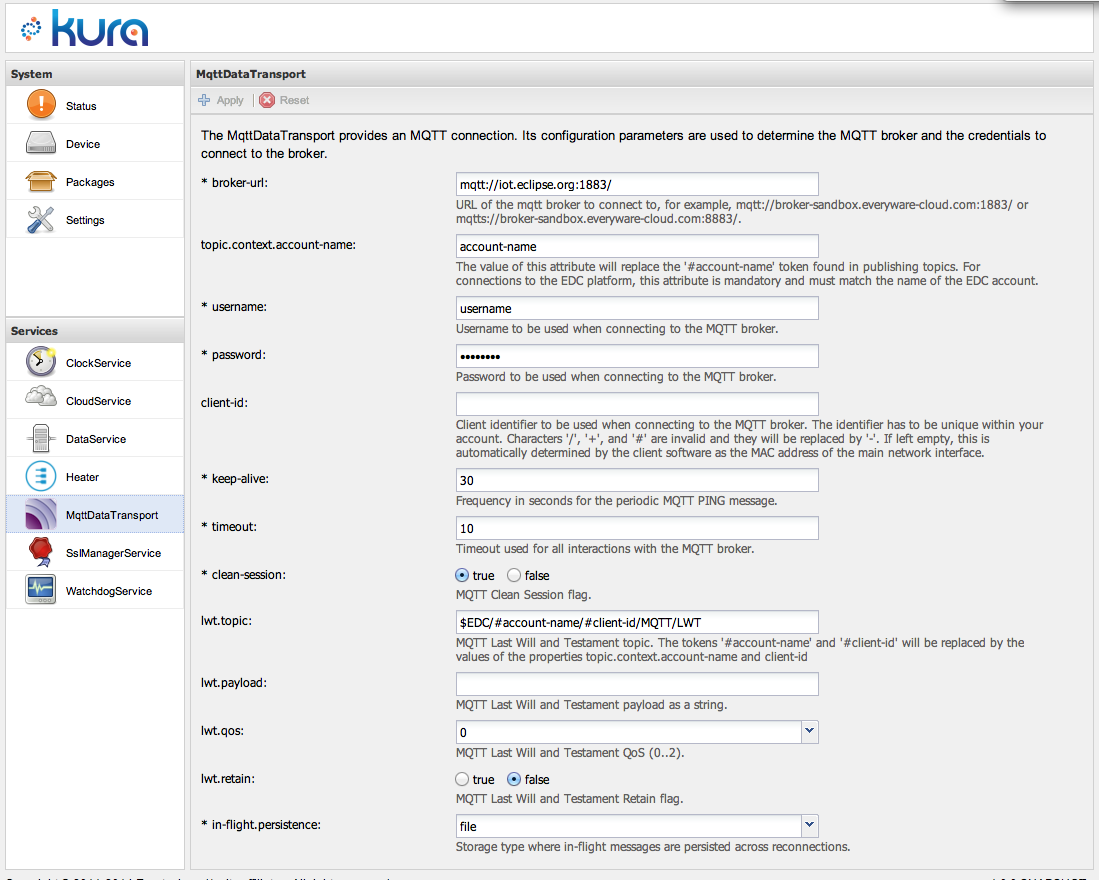 kura
System
Status
Device
Packages
Settings
Services
ClockService
CloudService
DataService
Heater
MqttDataTransport
SslManagerService
WatchdogService
MqttDataTransport
Apply
Reset
The MqttDataTransport provides an MQTT connection. Its configuration parameters are used to determine the MQTT broker and the credentials to
connect to the broker.
* broker-url:
mqtt://iot.eclipse.org:1883/
URL of the mqtt broker to connect to, for example, mqtt://broker-sandbox.everyware-cloud.com:1883/ or
mqtts://broker-sandbox.everyware-cloud.com:8883/.
topic.context.account-name:
account-name
The value of this attribute will replace the '#account-name' token found in publishing topics. For
connections to the EDC platform, this attribute is mandatory and must match the name of the EDC account.
* username:
username
Username to be used when connecting to the MQTT broker.
* password:
••••••••
Password to be used when connecting to the MQTT broker.
client-id:
Client identifier to be used when connecting to the MQTT broker. The identifier has to be unique within your
account. Characters '/', '+', and '#' are invalid and they will be replaced by '-'. If left empty, this is
automatically determined by the client software as the MAC address of the main network interface.
* keep-alive:
30
Frequency in seconds for the periodic MQTT PING message.
* timeout:
10
Timeout used for all interactions with the MQTT broker.
* clean-session:
true false
MQTT Clean Session flag.
lwt.topic:
$EDC/#account-name/#client-id/MQTT/LWT
MQTT Last Will and Testament topic. The tokens '#account-name' and '#client-id' will be replaced by the
values of the properties topic.context.account-name and client-id
lwt.payload:
MQTT Last Will and Testament payload as a string.
lwt.qos:
0
MQTT Last Will and Testament QoS (0..2).
lwt.retain:
true false
MQTT Last Will and Testament Retain flag.
* in-flight.persistence:
file
Storage type where in-flight messages are persisted across reconnections.